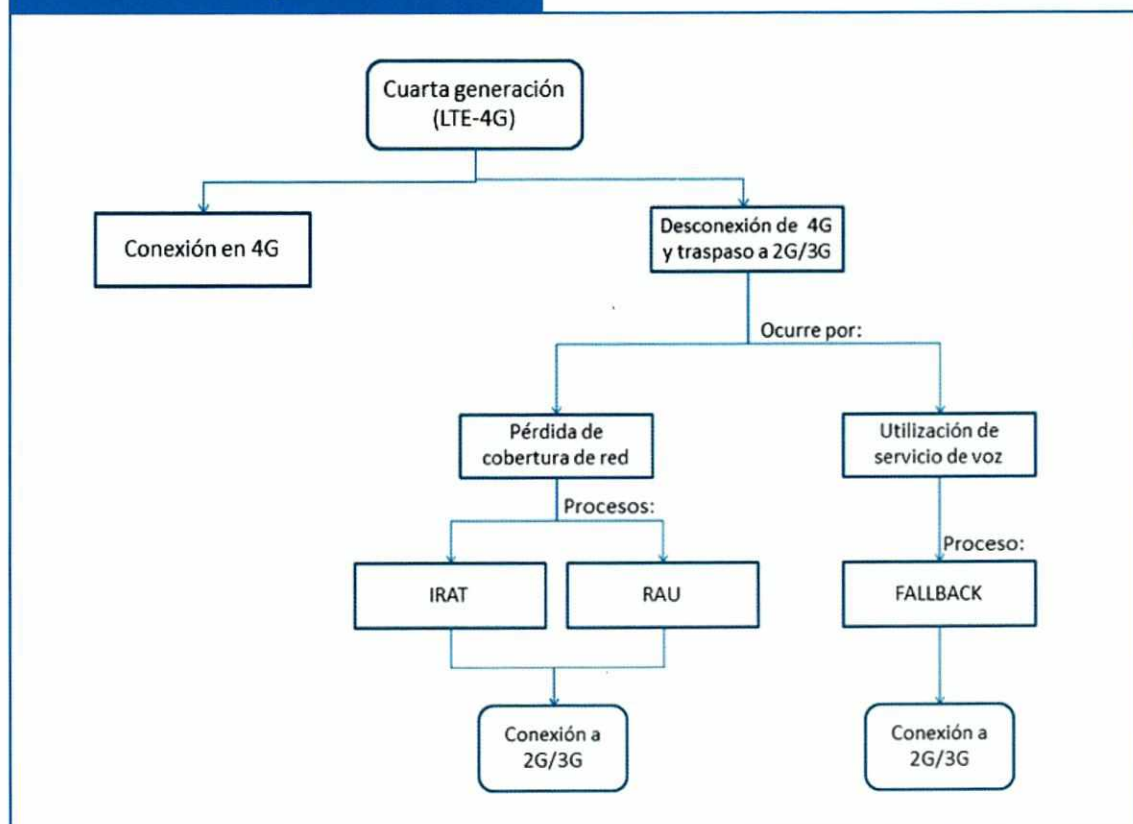 Cuarta generación
(LTE-4G)
Conexión en 4G
Desconexión de 4G
y traspaso a 2G/3G
Ocurre por:
Pérdida de
cobertura de red
Utilización de
servicio de voz
Procesos:
Proceso:
IRAT
RAU
FALLBACK
Conexión a
2G/3G
Conexión a
2G/3G